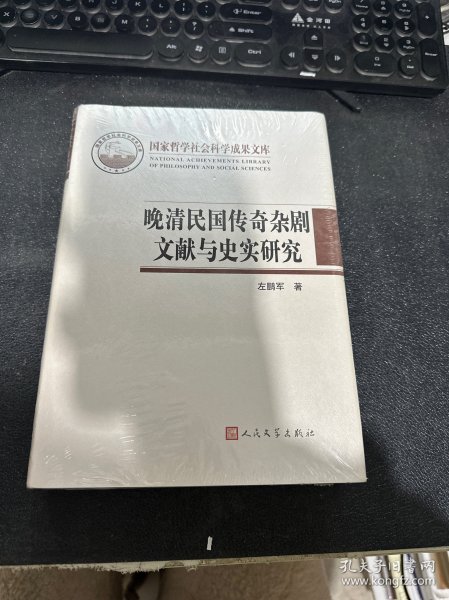 Enter
Shift
Alt
Ctrl
金河田
国家哲学社会科学成果文库
NATIONAL ACHIEVEMENTS LIBRARY
OF PHILOSOPHY AND SOCIAL SCIENCES
晚清民国传奇杂剧
文献与史实研究
左鹏军 著
人民文学出版社
孔夫子旧书网
www.kongfz.com